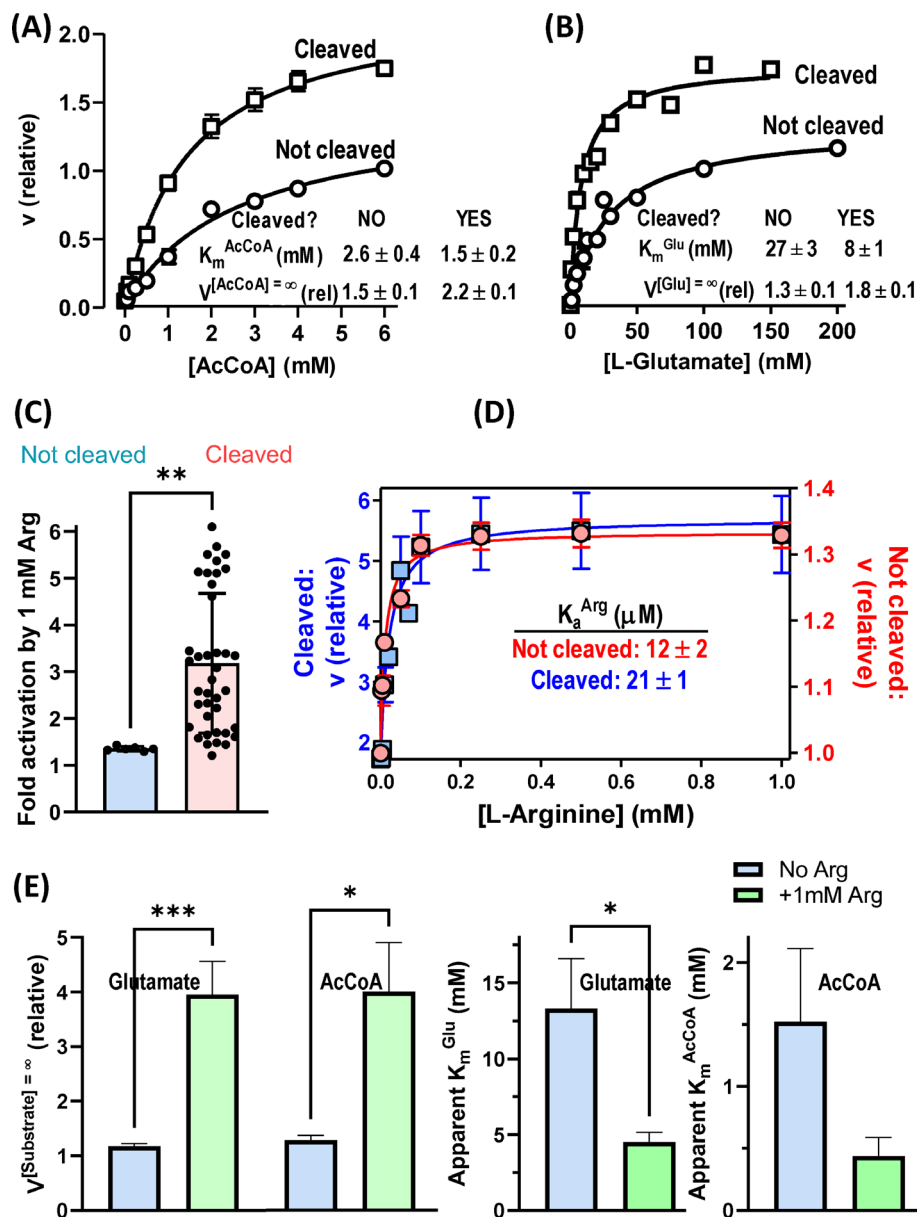 (A)
2.0
1.5
1.0
0.5
0.0
v (relative)
Cleaved
Not cleaved
Cleaved? NO YES
Km^AcCoA (mM) 2.6 ± 0.4 1.5 ± 0.2
V^[AcCoA] = ∞ (rel) 1.5 ± 0.1 2.2 ± 0.1
0 1 2 3 4 5 6
[AcCoA] (mM)
(B)
Cleaved
Not cleaved
Cleaved? NO YES
Km^Glu (mM) 27 ± 3 8 ± 1
V^[Glu] = ∞ (rel) 1.3 ± 0.1 1.8 ± 0.1
0 50 100 150 200
[L-Glutamate] (mM)
(C)
Not cleaved Cleaved
**
Fold activation by 1 mM Arg
6
5
4
3
2
1
0
(D)
Cleaved:
v (relative)
6
5
4
3
2
Ka^Arg (μM)
Not cleaved: 12 ± 2
Cleaved: 21 ± 1
1.4
1.3
1.2
1.1
1.0
Not cleaved:
v (relative)
0.0 0.2 0.4 0.6 0.8 1.0
[L-Arginine] (mM)
(E)
No Arg
+1mM Arg
V^[Substrate] = ∞ (relative)
5
4
3
2
1
0
***
Glutamate
*
AcCoA
Apparent Km^Glu (mM)
15
10
5
0
*
Glutamate
Apparent Km^AcCoA (mM)
2
1
0
AcCoA